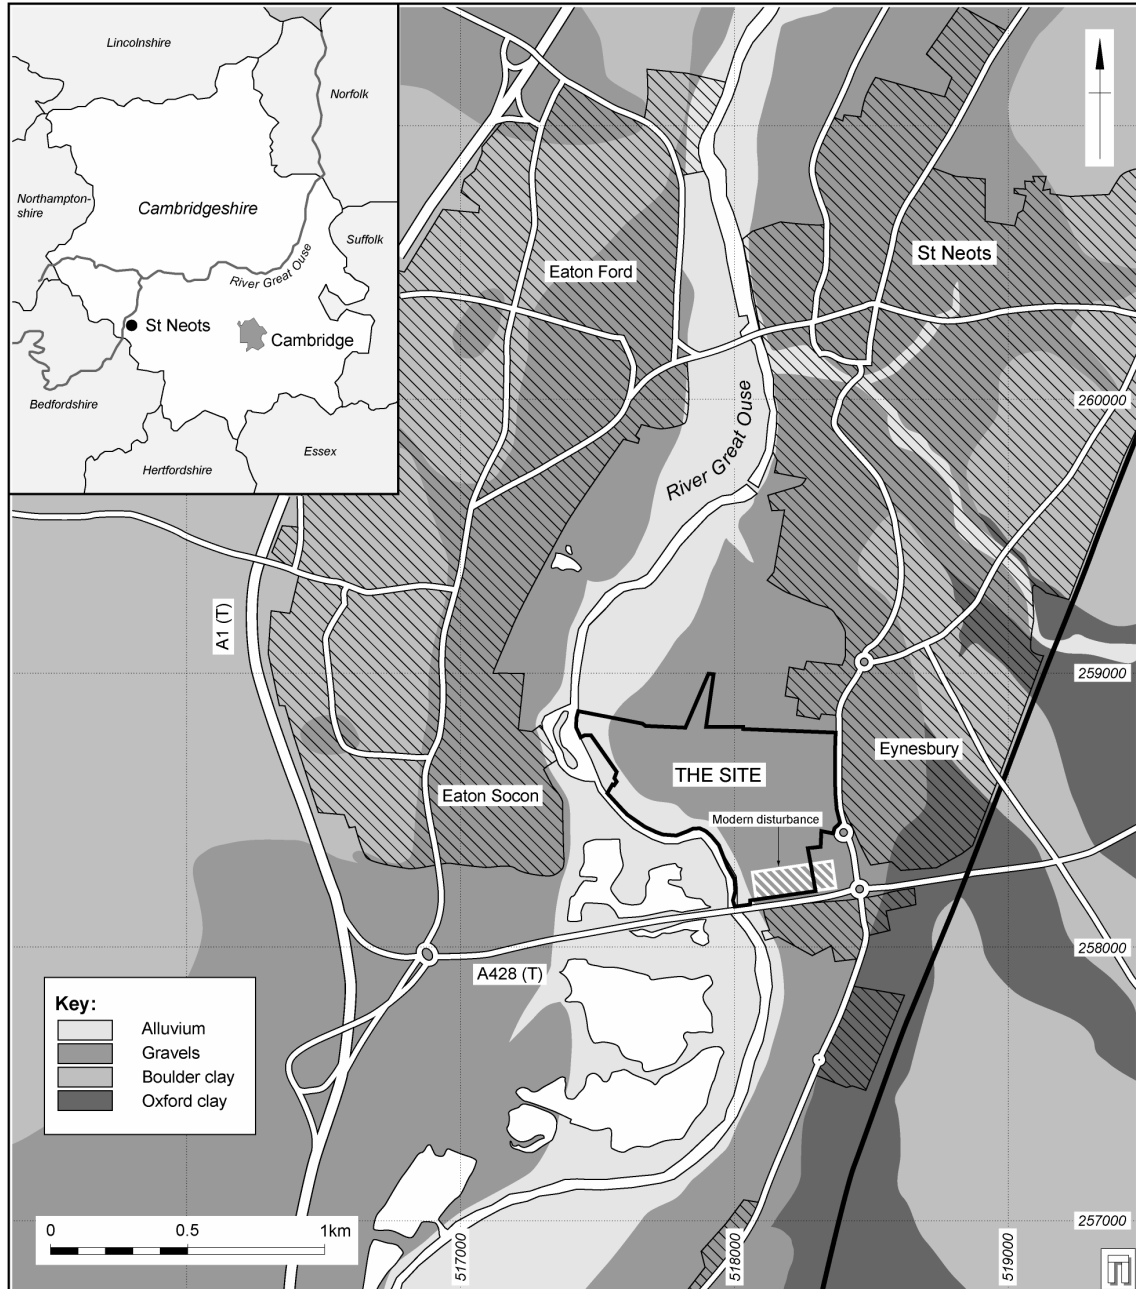 Lincolnshire
Norfolk
Northampton-
shire
Cambridgeshire
Suffolk
River Great Ouse
St Neots
Cambridge
Bedfordshire
Essex
Hertfordshire
Eaton Ford
St Neots
River Great Ouse
260000
A1 (T)
259000
Eynesbury
THE SITE
Eaton Socon
Modern disturbance
258000
A428 (T)
Key:
Alluvium
Gravels
Boulder clay
Oxford clay
257000
0 0.5 1km
517000
518000
519000